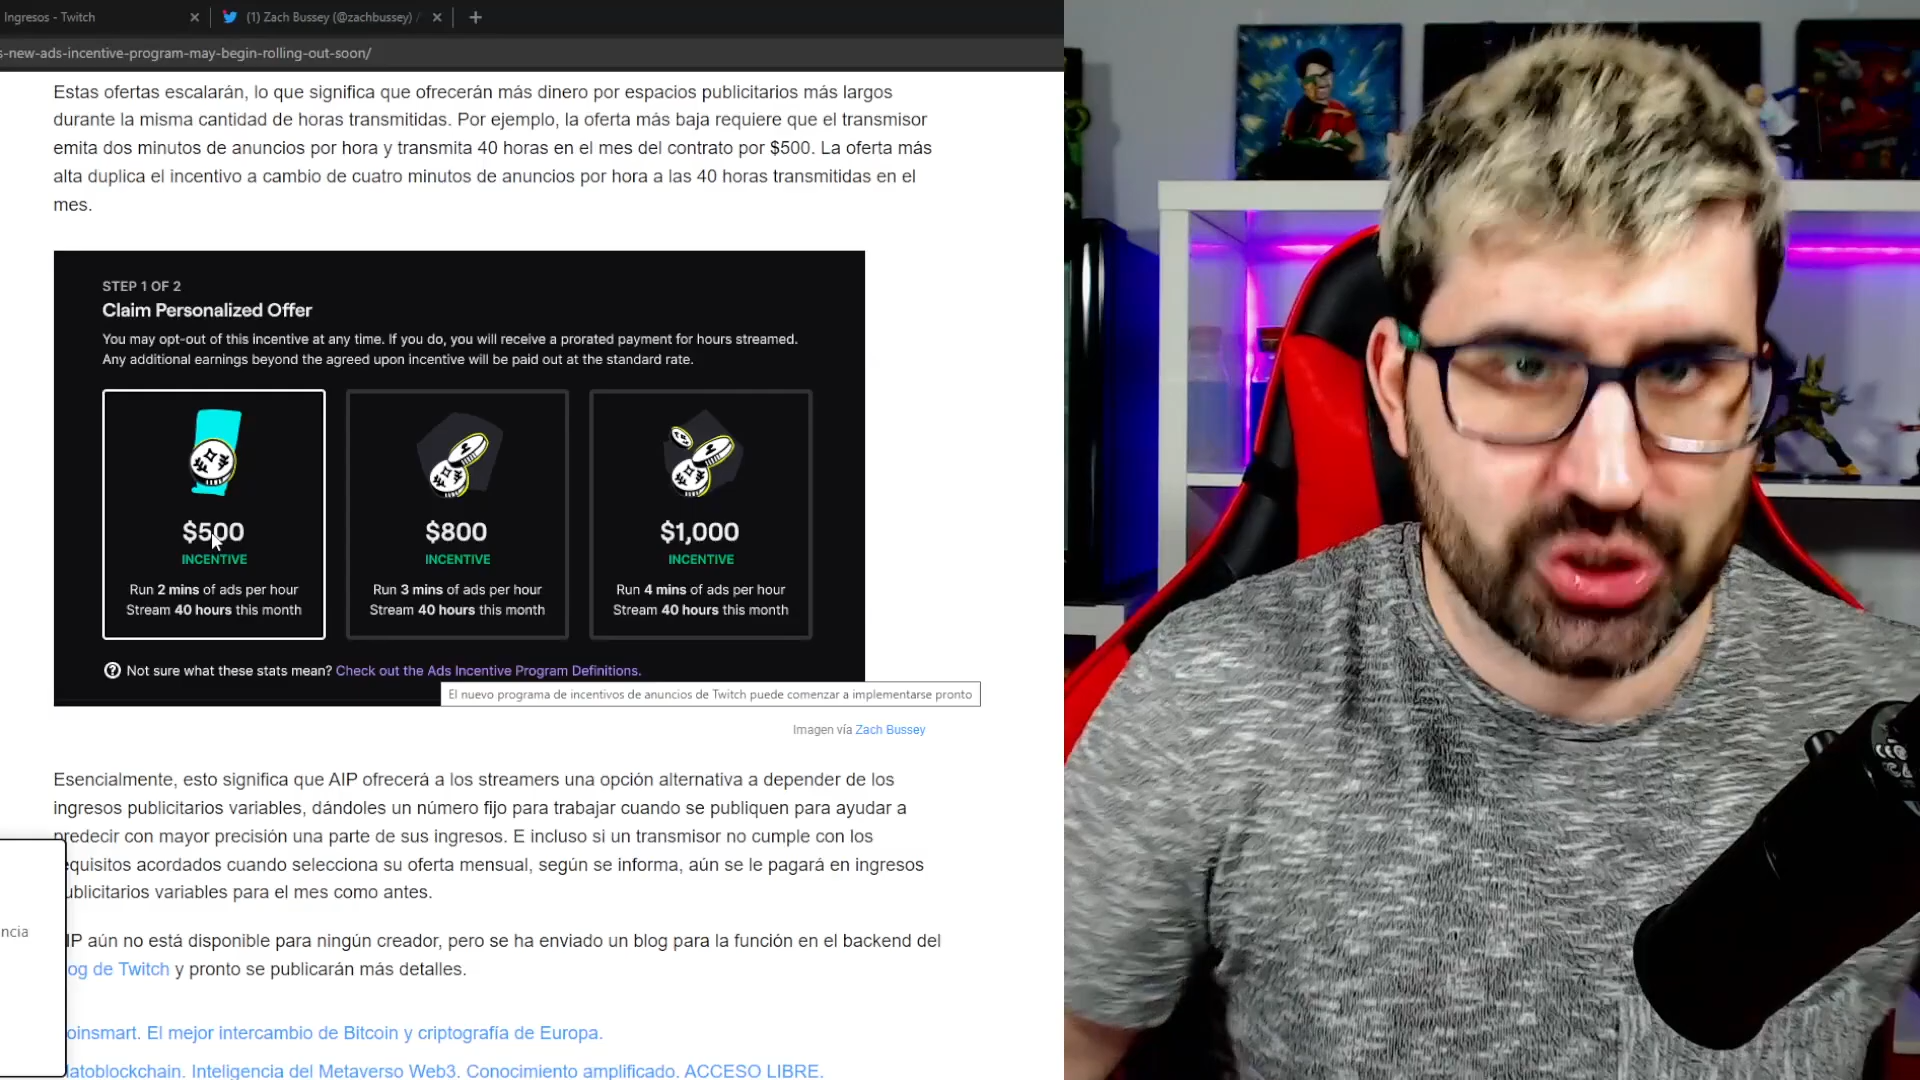 Ingresos - Twitch
(1) Zach Bussey (@zachbussey) /
s-new-ads-incentive-program-may-begin-rolling-out-soon/
Estas ofertas escalarán, lo que significa que ofrecerán más dinero por espacios publicitarios más largos
durante la misma cantidad de horas transmitidas. Por ejemplo, la oferta más baja requiere que el transmisor
emita dos minutos de anuncios por hora y transmita 40 horas en el mes del contrato por $500. La oferta más
alta duplica el incentivo a cambio de cuatro minutos de anuncios por hora a las 40 horas transmitidas en el
mes.
STEP 1 OF 2
Claim Personalized Offer
You may opt-out of this incentive at any time. If you do, you will receive a prorated payment for hours streamed.
Any additional earnings beyond the agreed upon incentive will be paid out at the standard rate.
$500
INCENTIVE
Run 2 mins of ads per hour
Stream 40 hours this month
$800
INCENTIVE
Run 3 mins of ads per hour
Stream 40 hours this month
$1,000
INCENTIVE
Run 4 mins of ads per hour
Stream 40 hours this month
Not sure what these stats mean? Check out the Ads Incentive Program Definitions.
El nuevo programa de incentivos de anuncios de Twitch puede comenzar a implementarse pronto
Imagen vía Zach Bussey
Esencialmente, esto significa que AIP ofrecerá a los streamers una opción alternativa a depender de los
ingresos publicitarios variables, dándoles un número fijo para trabajar cuando se publiquen para ayudar a
predecir con mayor precisión una parte de sus ingresos. E incluso si un transmisor no cumple con los
equisitos acordados cuando selecciona su oferta mensual, según se informa, aún se le pagará en ingresos
ublicitarios variables para el mes como antes.
ncia
IP aún no está disponible para ningún creador, pero se ha enviado un blog para la función en el backend del
og de Twitch y pronto se publicarán más detalles.
oinsmart. El mejor intercambio de Bitcoin y criptografía de Europa.
latoblockchain. Inteligencia del Metaverso Web3. Conocimiento amplificado. ACCESO LIBRE.